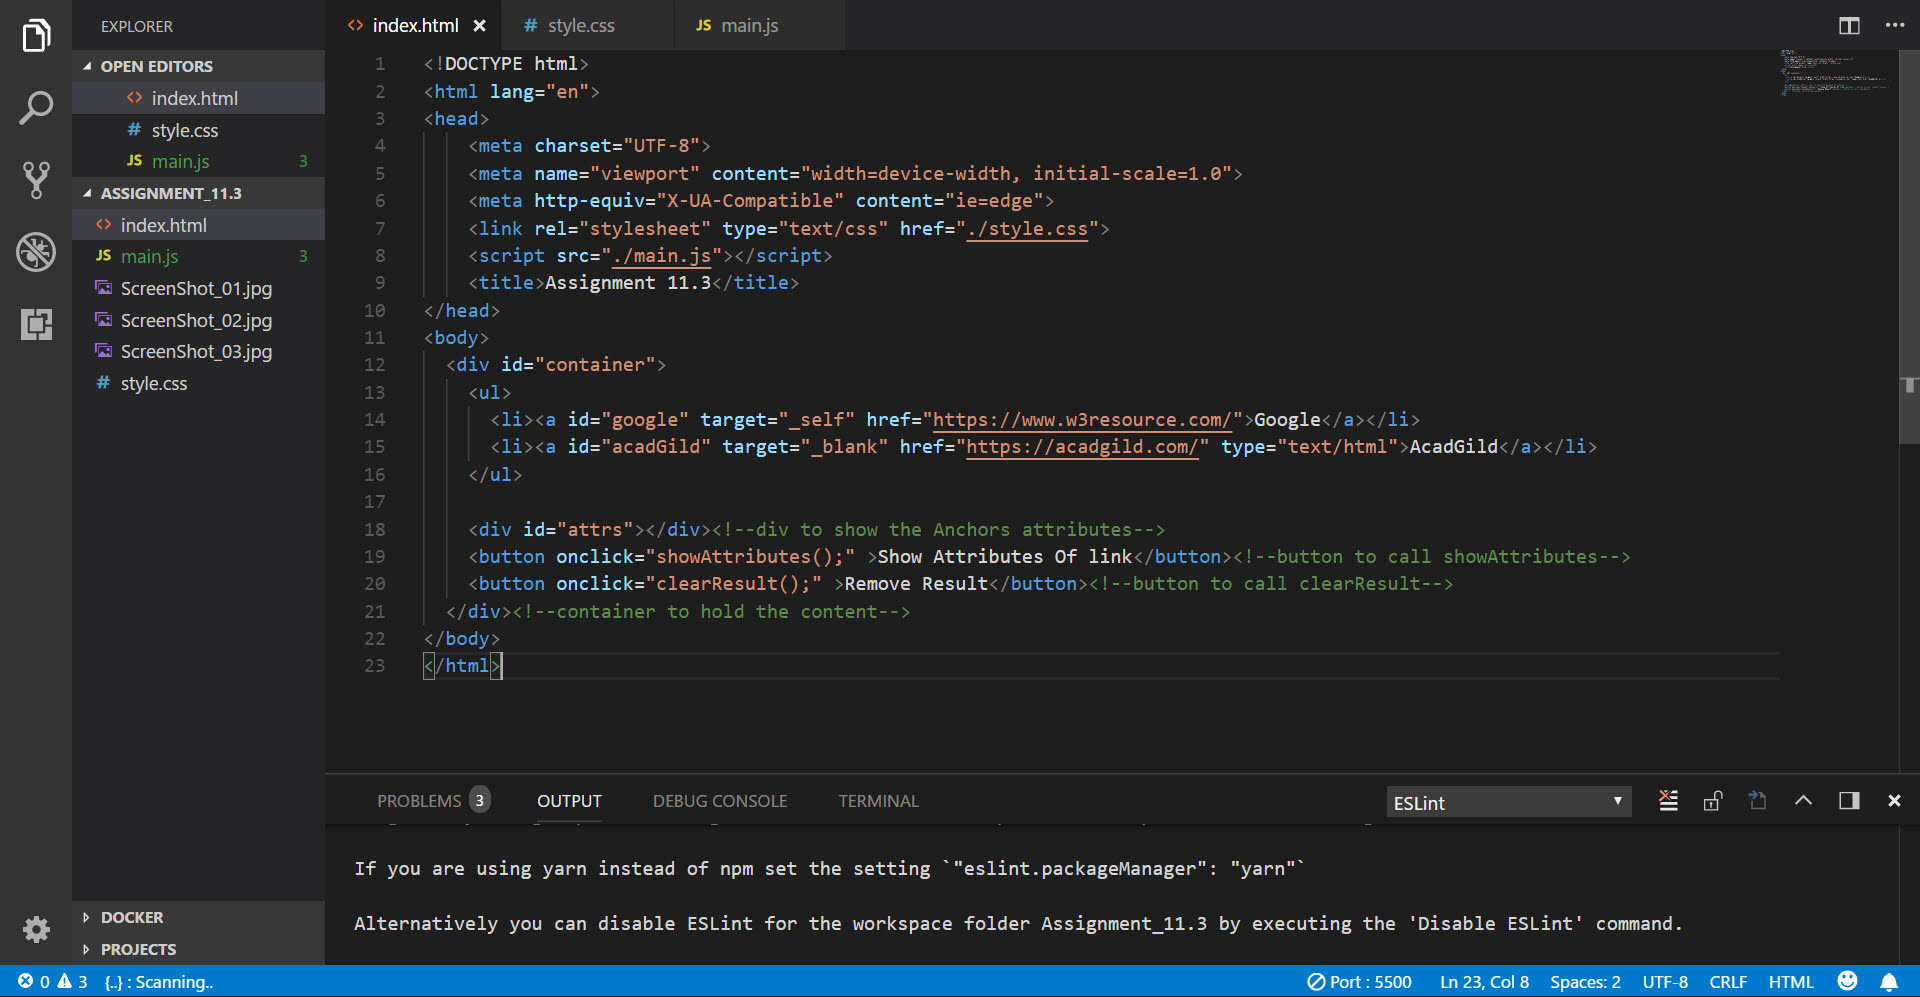 EXPLORER
OPEN EDITORS
index.html
style.css
main.js 3
ASSIGNMENT_11.3
index.html
main.js 3
ScreenShot_01.jpg
ScreenShot_02.jpg
ScreenShot_03.jpg
style.css
DOCKER
PROJECTS
index.html style.css main.js
1 <!DOCTYPE html>
2 <html lang="en">
3 <head>
4 <meta charset="UTF-8">
5 <meta name="viewport" content="width=device-width, initial-scale=1.0">
6 <meta http-equiv="X-UA-Compatible" content="ie=edge">
7 <link rel="stylesheet" type="text/css" href="./style.css">
8 <script src="./main.js"></script>
9 <title>Assignment 11.3</title>
10 </head>
11 <body>
12 <div id="container">
13 <ul>
14 <li><a id="google" target="_self" href="https://www.w3resource.com/">Google</a></li>
15 <li><a id="acadGild" target="_blank" href="https://acadgild.com/" type="text/html">AcadGild</a></li>
16 </ul>
17
18 <div id="attrs"></div><!--div to show the Anchors attributes-->
19 <button onclick="showAttributes();" >Show Attributes Of link</button><!--button to call showAttributes-->
20 <button onclick="clearResult();" >Remove Result</button><!--button to call clearResult-->
21 </div><!--container to hold the content-->
22 </body>
23 </html>
PROBLEMS 3 OUTPUT DEBUG CONSOLE TERMINAL ESLint
If you are using yarn instead of npm set the setting `"eslint.packageManager": "yarn"`
Alternatively you can disable ESLint for the workspace folder Assignment_11.3 by executing the 'Disable ESLint' command.
0 3 {..} : Scanning.. Port : 5500 Ln 23, Col 8 Spaces: 2 UTF-8 CRLF HTML